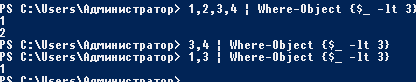 PS C:\Users\Администратор> 1,2,3,4 | Where-Object {$_ -lt 3}
1
2
PS C:\Users\Администратор> 3,4 | Where-Object {$_ -lt 3}
PS C:\Users\Администратор> 1,3 | Where-Object {$_ -lt 3}
1
PS C:\Users\Администратор>